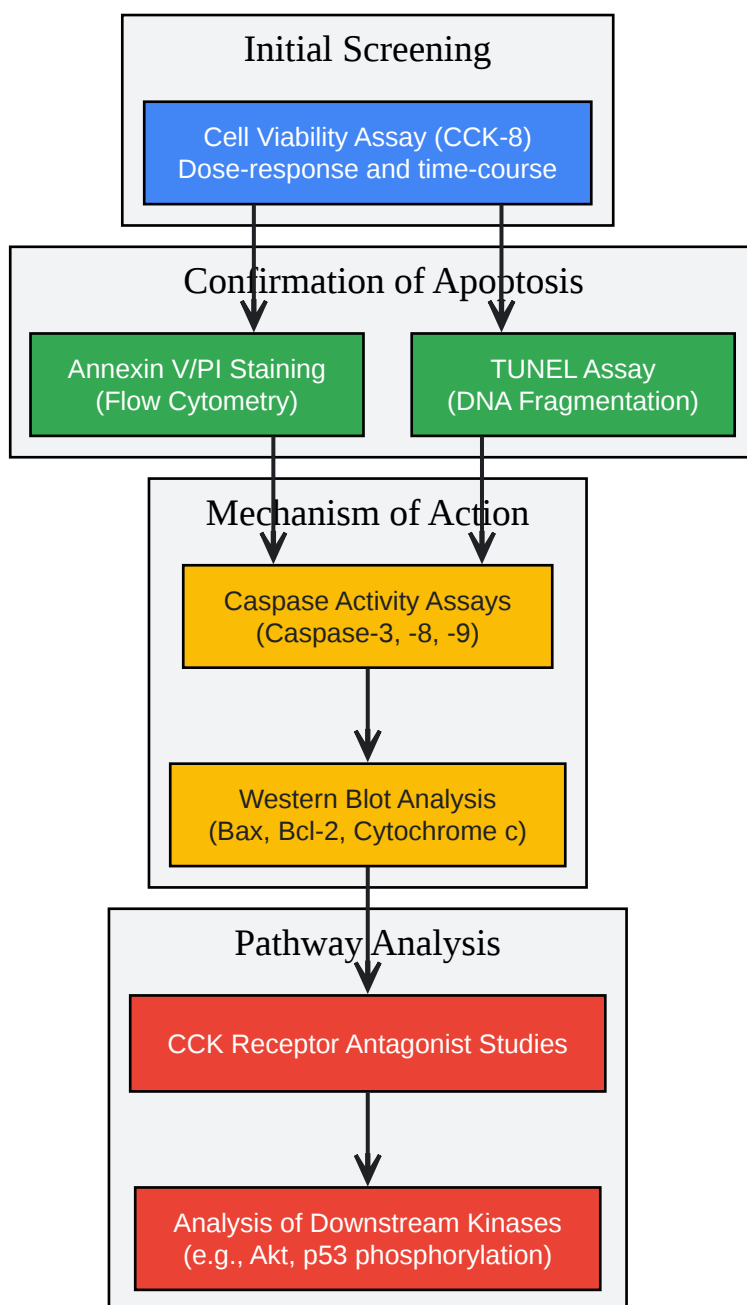 Initial Screening
Cell Viability Assay (CCK-8)
Dose-response and time-course
Confirmation of Apoptosis
Annexin V/PI Staining
(Flow Cytometry)
TUNEL Assay
(DNA Fragmentation)
Mechanism of Action
Caspase Activity Assays
(Caspase-3, -8, -9)
Western Blot Analysis
(Bax, Bcl-2, Cytochrome c)
Pathway Analysis
CCK Receptor Antagonist Studies
Analysis of Downstream Kinases
(e.g., Akt, p53 phosphorylation)